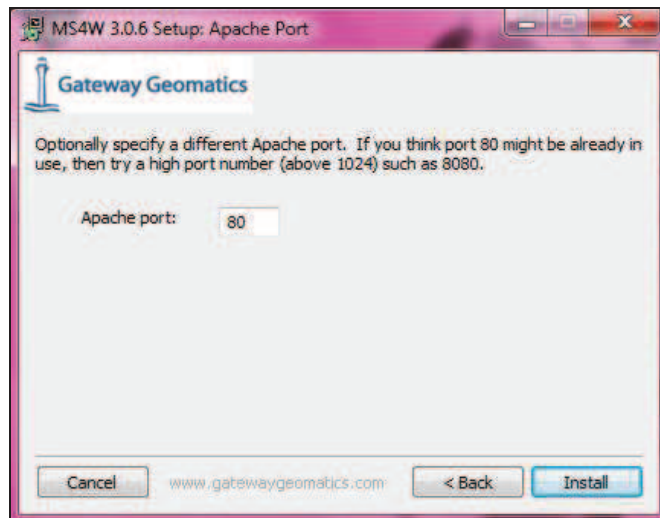 MS4W 3.0.6 Setup: Apache Port
Gateway Geomatics
Optionally specify a different Apache port. If you think port 80 might be already in
use, then try a high port number (above 1024) such as 8080.
Apache port: 80
Cancel www.gatewaygeomatics.com < Back Install